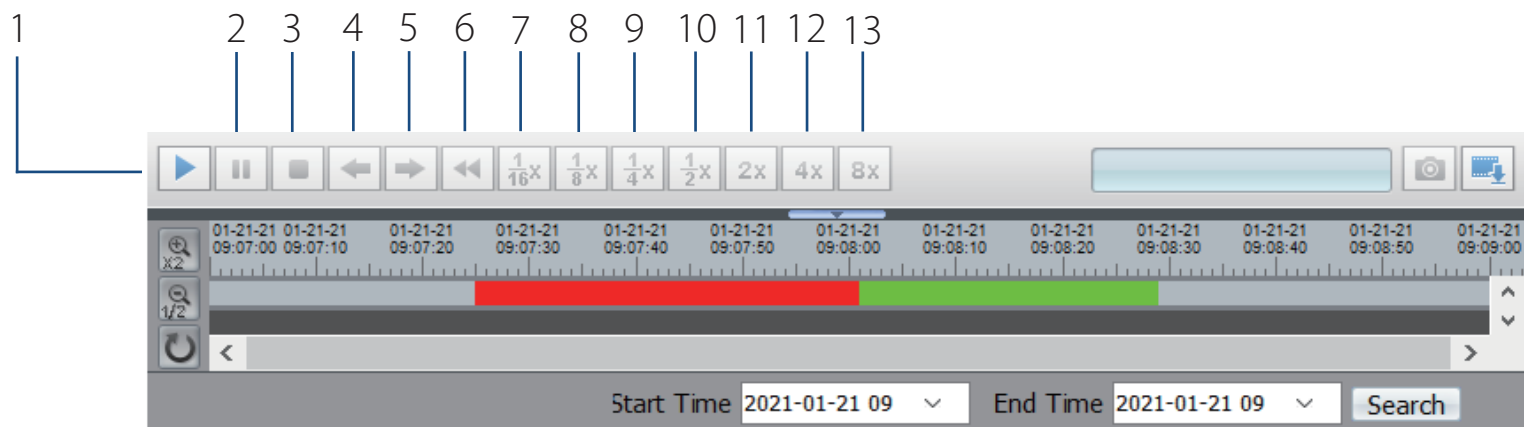 1 2 3 4 5 6 7 8 9 10 11 12 13
1/16x 1/8x 1/4x 1/2x 2x 4x 8x
01-21-21 01-21-21 01-21-21 01-21-21 01-21-21 01-21-21 01-21-21 01-21-21 01-21-21 01-21-21 01-21-21 01-21-21 01-21-21
09:07:00 09:07:10 09:07:20 09:07:30 09:07:40 09:07:50 09:08:00 09:08:10 09:08:20 09:08:30 09:08:40 09:08:50 09:09:00
X2
1/2
Start Time 2021-01-21 09 End Time 2021-01-21 09 Search